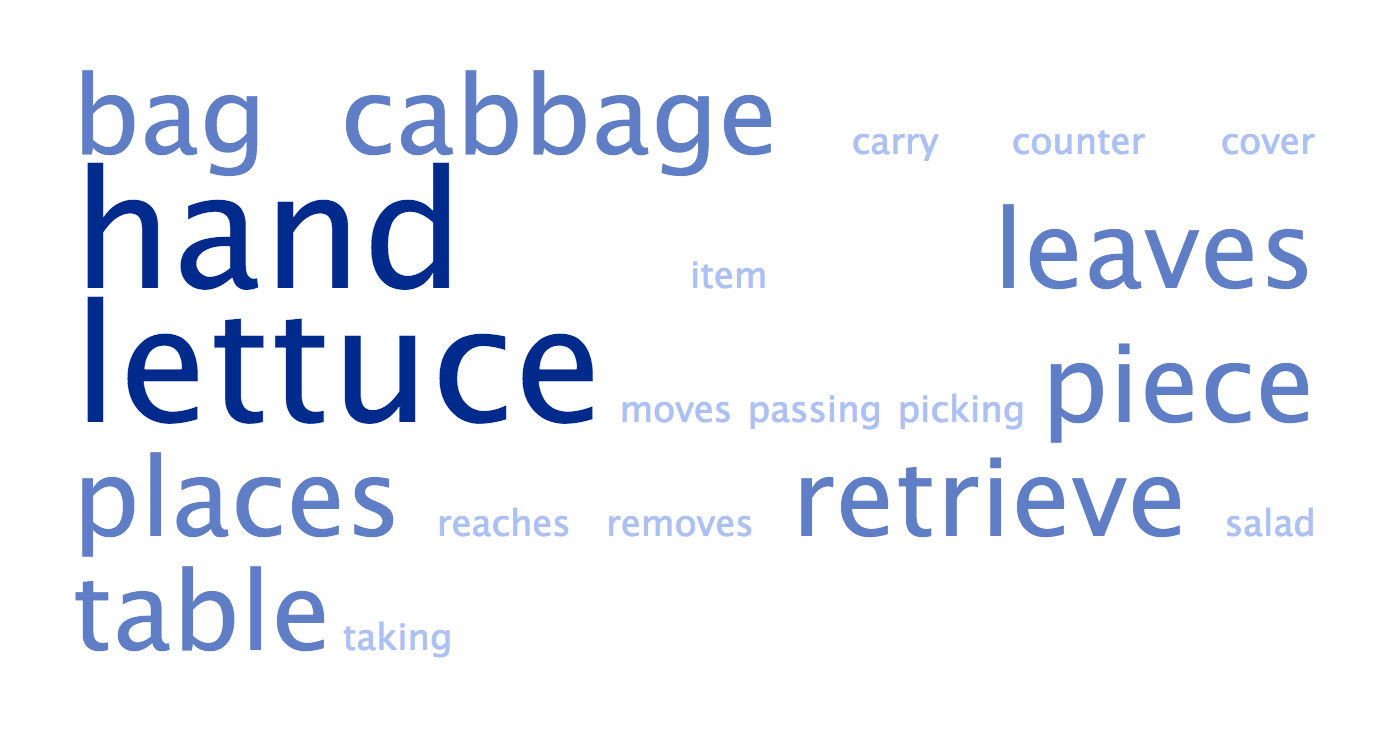 bag cabbage carry counter cover
hand item leaves
lettuce moves passing picking piece
places reaches removes retrieve salad
table taking